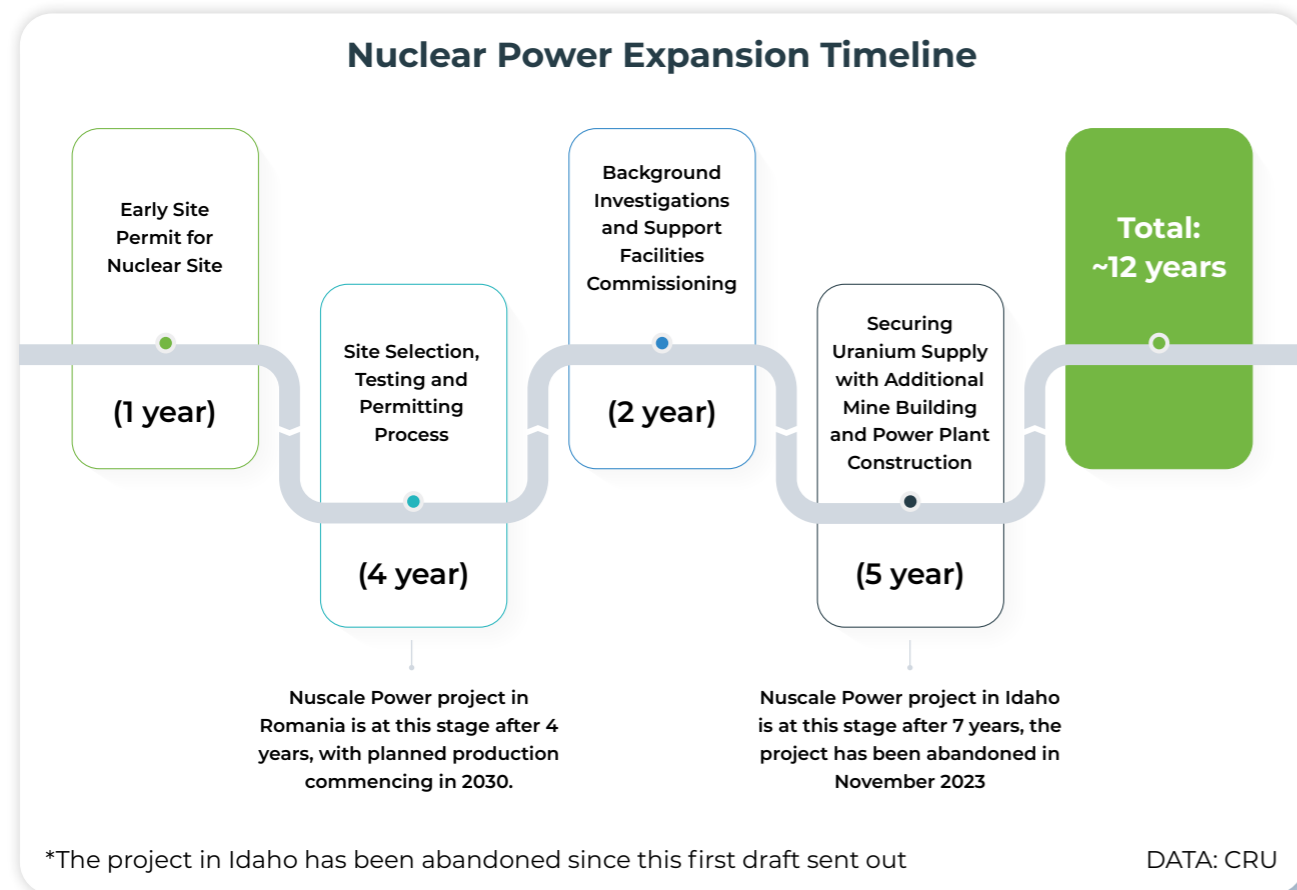 Nuclear Power Expansion Timeline
Early Site
Permit for
Nuclear Site
(1 year)
Site Selection,
Testing and
Permitting
Process
(4 year)
Nuscale Power project in
Romania is at this stage after 4
years, with planned production
commencing in 2030.
Background
Investigations
and Support
Facilities
Commissioning
(2 year)
Securing
Uranium Supply
with Additional
Mine Building
and Power Plant
Construction
(5 year)
Nuscale Power project in Idaho
is at this stage after 7 years, the
project has been abandoned in
November 2023
Total:
~12 years
*The project in Idaho has been abandoned since this first draft sent out
DATA: CRU